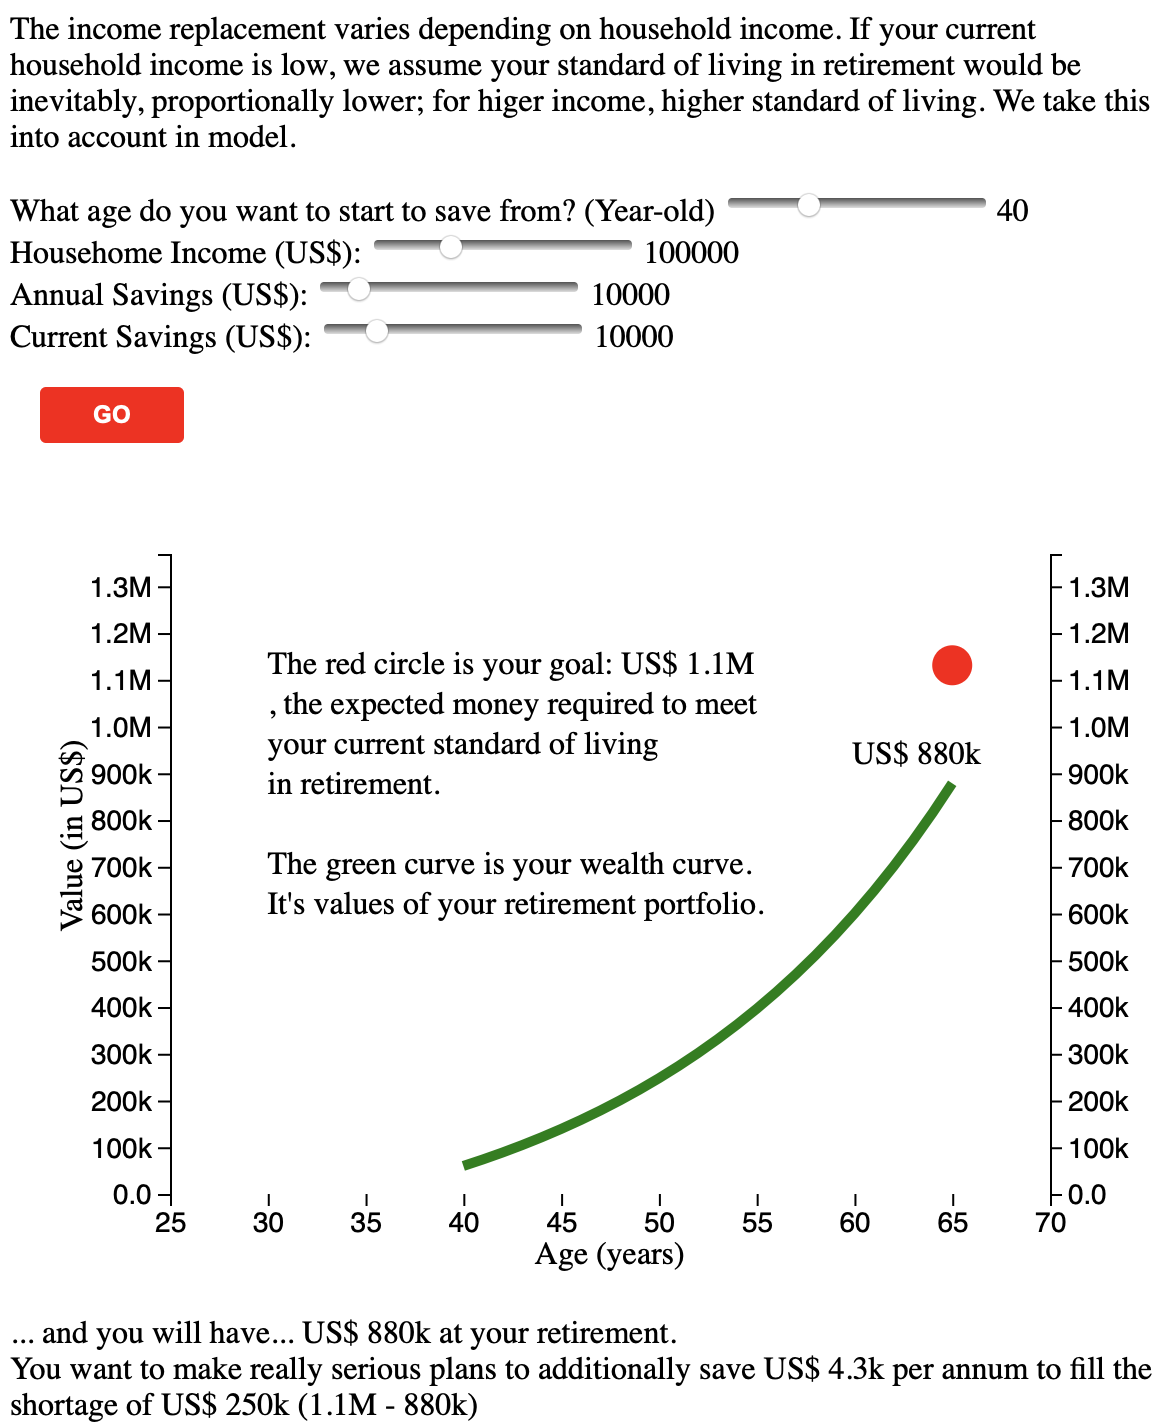 The income replacement varies depending on household income. If your current
household income is low, we assume your standard of living in retirement would be
inevitably, proportionally lower; for higer income, higher standard of living. We take this
into account in model.
What age do you want to start to save from? (Year-old) 40
Househome Income (US$): 100000
Annual Savings (US$): 10000
Current Savings (US$): 10000
GO
1.3M
1.2M
1.1M
1.0M
900k
800k
700k
600k
500k
400k
300k
200k
100k
0.0
Value (in US$)
The red circle is your goal: US$ 1.1M
, the expected money required to meet
your current standard of living
in retirement.
The green curve is your wealth curve.
It's values of your retirement portfolio.
US$ 880k
1.3M
1.2M
1.1M
1.0M
900k
800k
700k
600k
500k
400k
300k
200k
100k
0.0
25 30 35 40 45 50 55 60 65 70
Age (years)
... and you will have... US$ 880k at your retirement.
You want to make really serious plans to additionally save US$ 4.3k per annum to fill the
shortage of US$ 250k (1.1M - 880k)